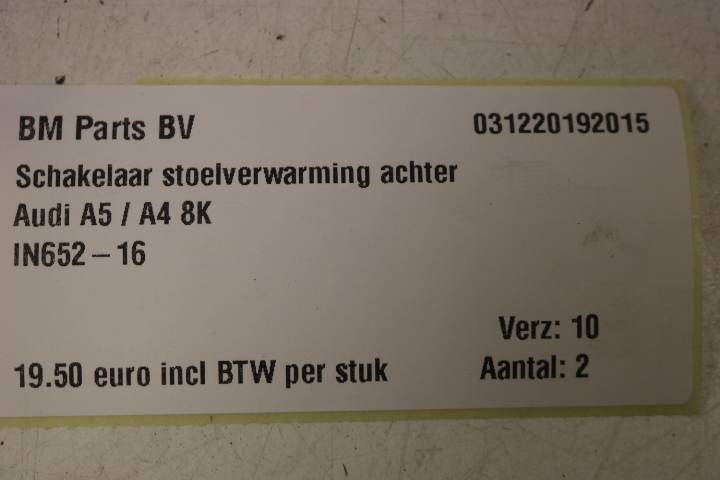 BM Parts BV 031220192015
Schakelaar stoelverwarming achter
Audi A5 / A4 8K
IN652 – 16
Verz: 10
19.50 euro incl BTW per stuk Aantal: 2